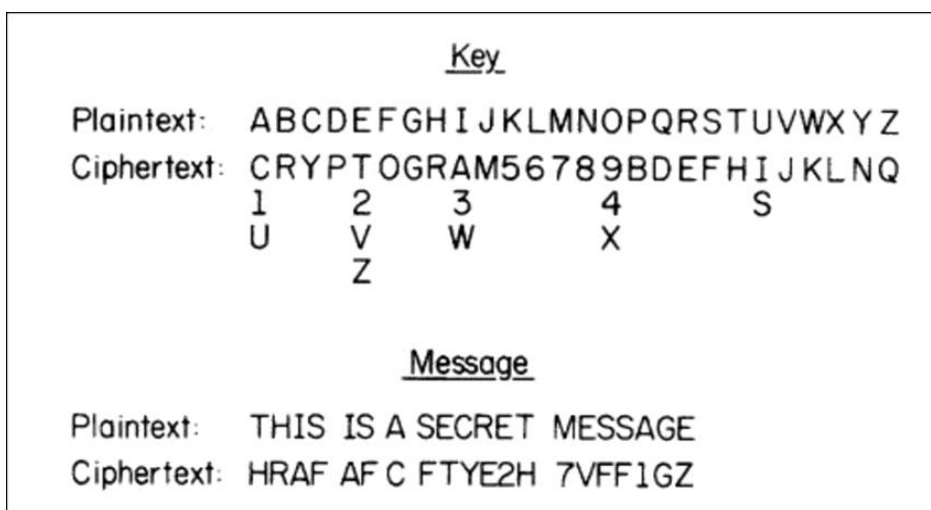 Key
Plaintext: ABCDEFGHIJKLMNOPQRSTUVWXYZ
Ciphertext: CRYPTOGRAM56789BDEFHIJKLNQ
1 2 3 4 S
U V W X
Z
Message
Plaintext: THIS IS A SECRET MESSAGE
Ciphertext: HRAF AF C FTYE2H 7VFF1GZ